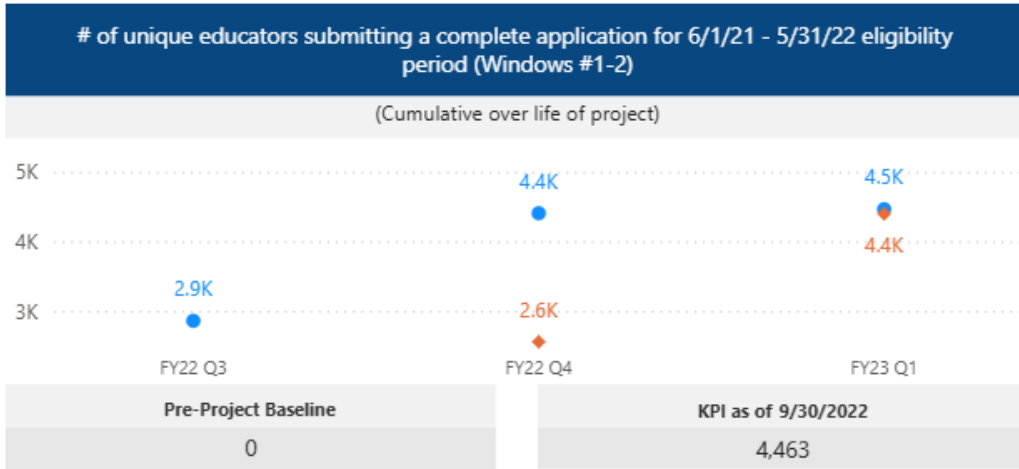 # of unique educators submitting a complete application for 6/1/21 - 5/31/22 eligibility
period (Windows #1-2)
(Cumulative over life of project)
5K
4.4K
4.5K
4K
4.4K
2.9K
3K
2.6K
FY22 Q3
FY22 Q4
FY23 Q1
Pre-Project Baseline
KPI as of 9/30/2022
0
4,463